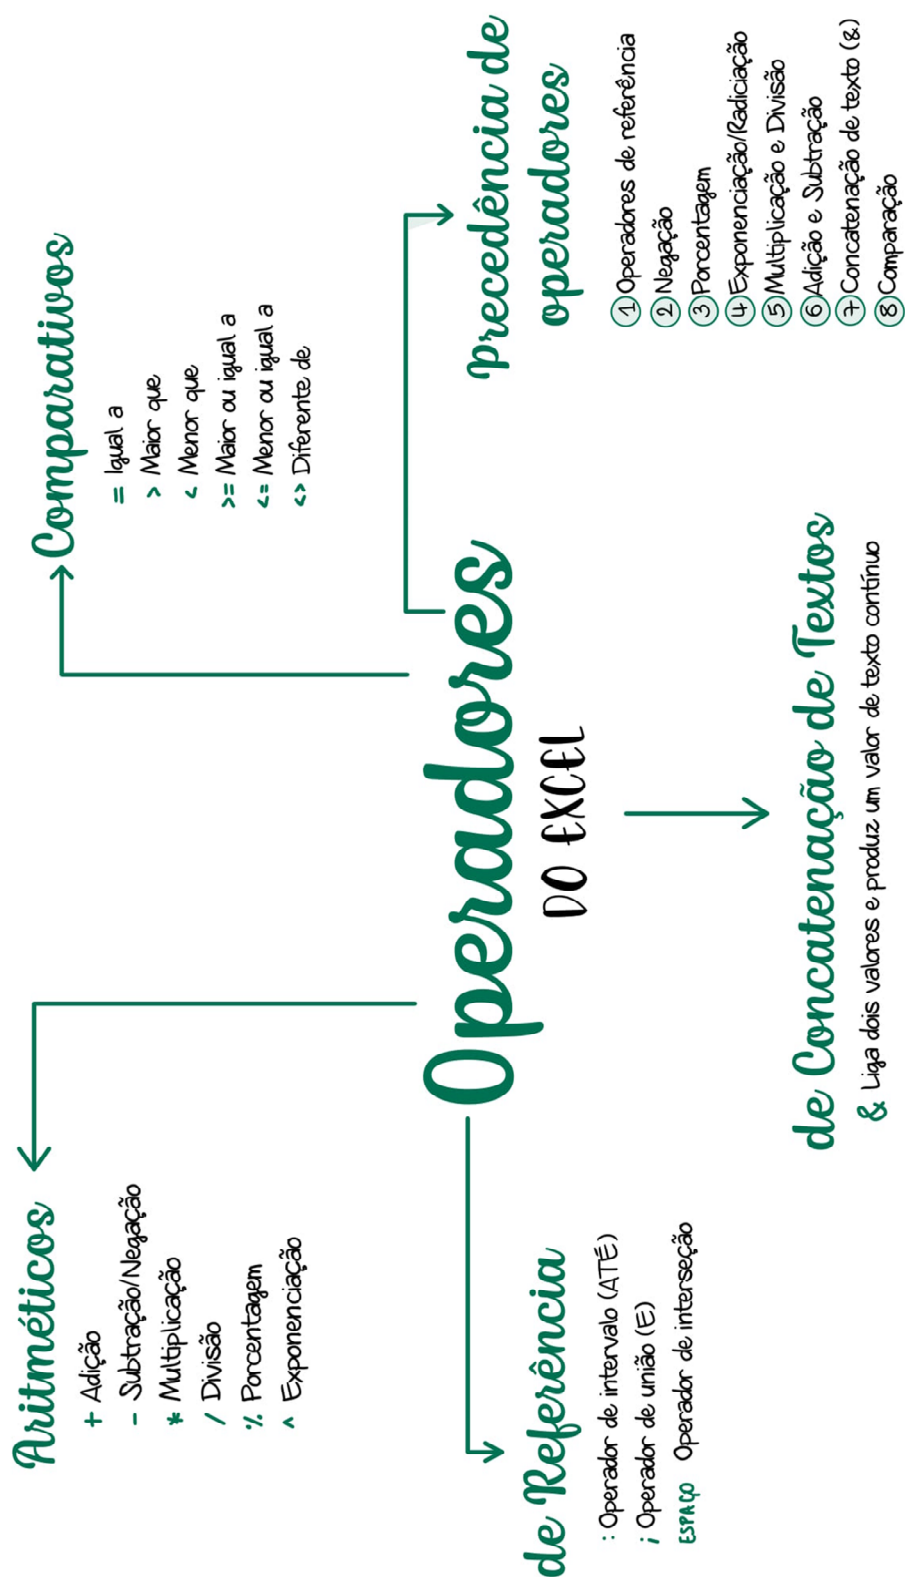 Aritméticos
+ Adição
- Subtração/Negação
* Multiplicação
/ Divisão
% Porcentagem
^ Exponenciação
Comparativos
= Igual a
> Maior que
< Menor que
>= Maior ou igual a
<= Menor ou igual a
<> Diferente de
Operadores
DO EXCEL
de Referência
: Operador de intervalo (ATÉ)
; Operador de união (E)
ESPAÇO Operador de interseção
de Concatenação de Textos
& Liga dois valores e produz um valor de texto contínuo
Precedência de
operadores
1 Operadores de referência
2 Negação
3 Porcentagem
4 Exponenciação/Radiciação
5 Multiplicação e Divisão
6 Adição e Subtração
7 Concatenação de texto (&)
8 Comparação